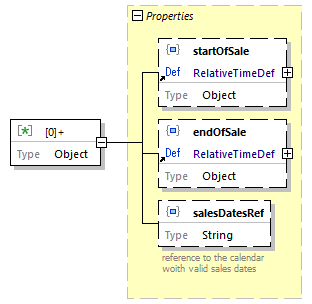 Properties
startOfSale
Def RelativeTimeDef
Type Object
[0]+
Type Object
endOfSale
Def RelativeTimeDef
Type Object
salesDatesRef
Type String
reference to the calendar
woith valid sales dates